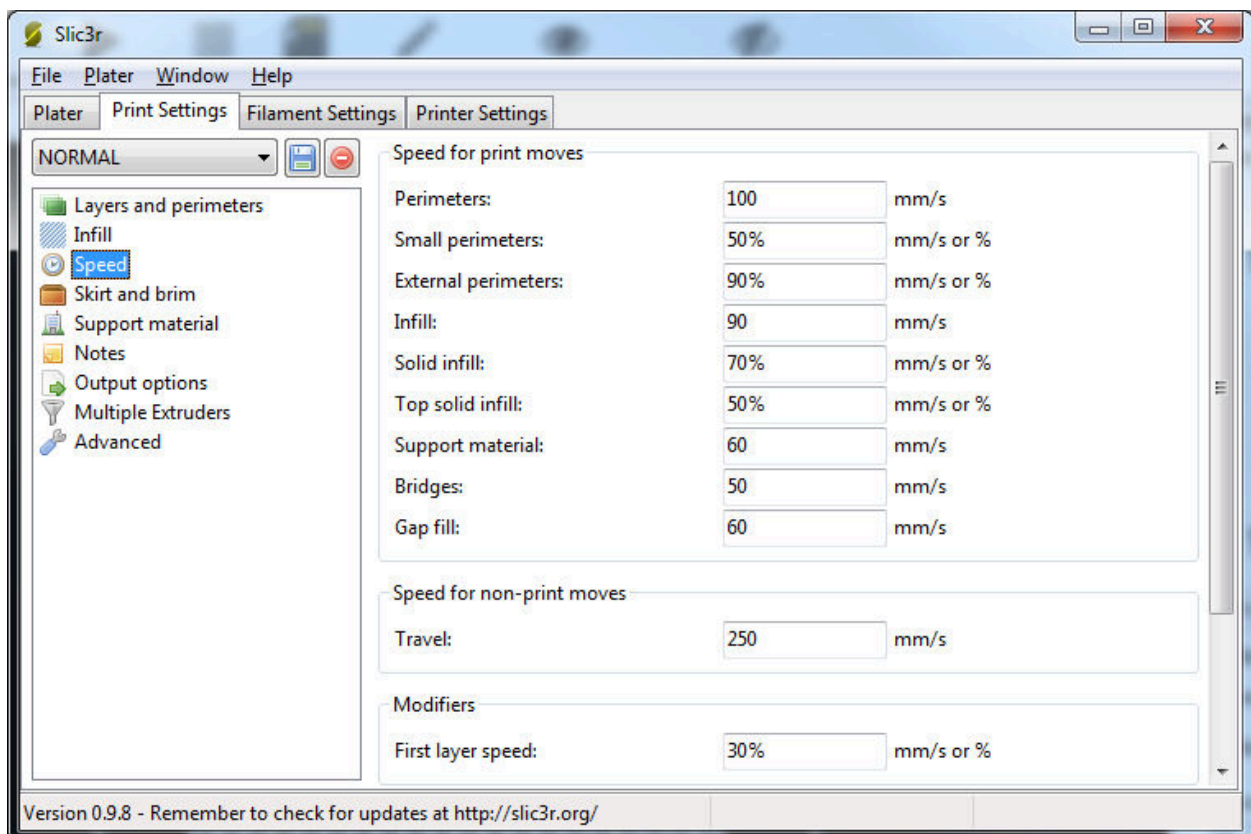 Slic3r
File Plater Window Help
Plater Print Settings Filament Settings Printer Settings
NORMAL
Layers and perimeters
Infill
Speed
Skirt and brim
Support material
Notes
Output options
Multiple Extruders
Advanced
Speed for print moves
Perimeters: 100 mm/s
Small perimeters: 50% mm/s or %
External perimeters: 90% mm/s or %
Infill: 90 mm/s
Solid infill: 70% mm/s or %
Top solid infill: 50% mm/s or %
Support material: 60 mm/s
Bridges: 50 mm/s
Gap fill: 60 mm/s
Speed for non-print moves
Travel: 250 mm/s
Modifiers
First layer speed: 30% mm/s or %
Version 0.9.8 - Remember to check for updates at http://slic3r.org/